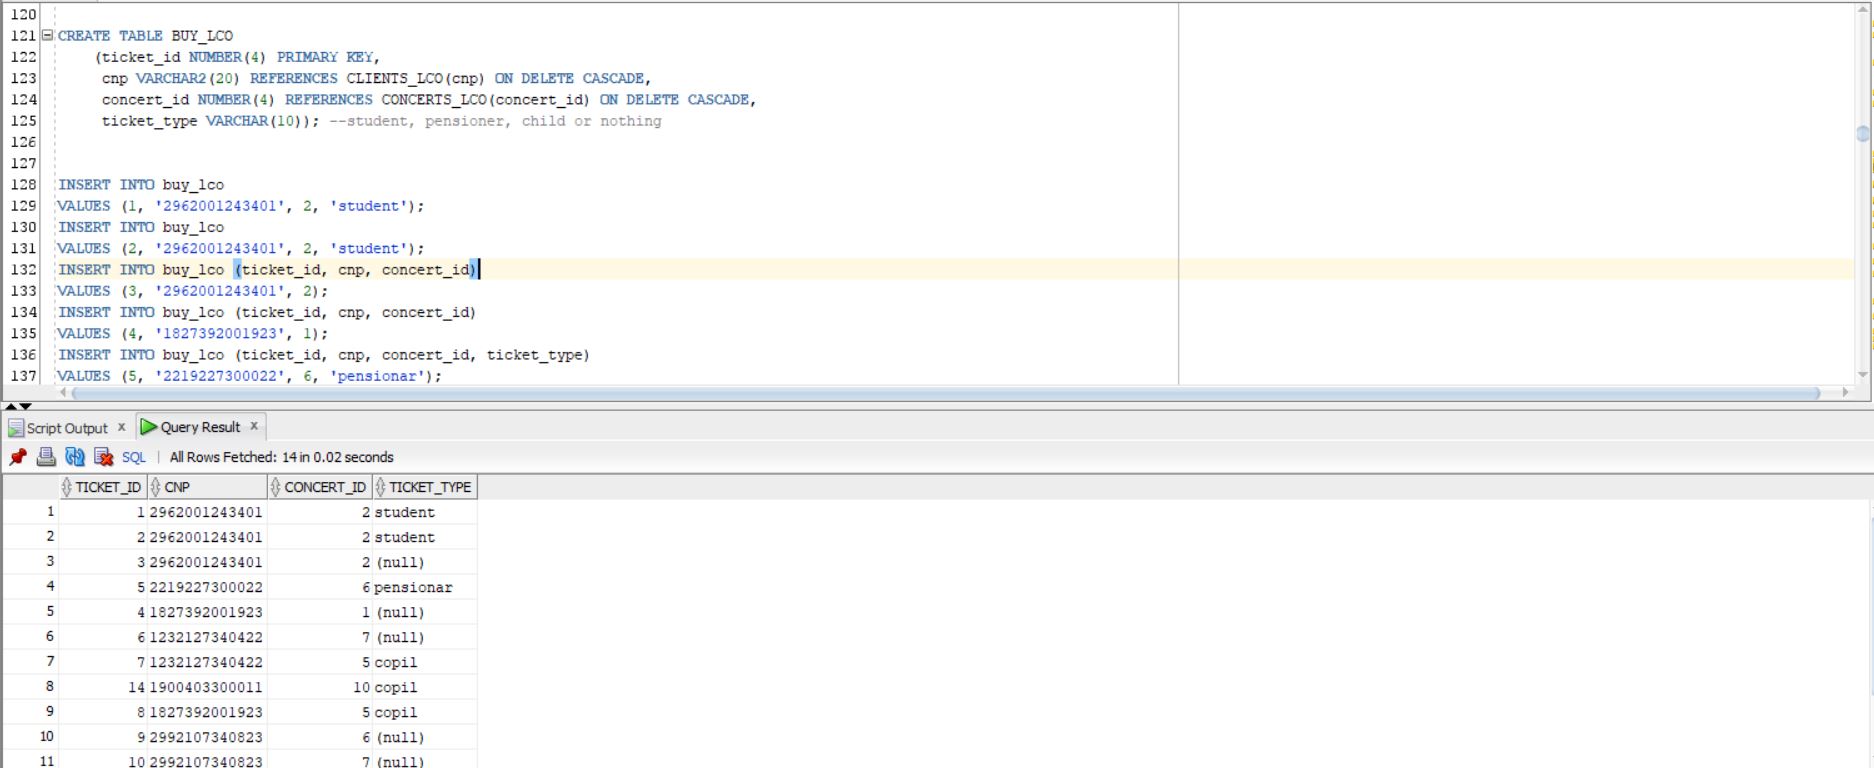 120
121 CREATE TABLE BUY_LCO
122 (ticket_id NUMBER(4) PRIMARY KEY,
123 cnp VARCHAR2(20) REFERENCES CLIENTS_LCO(cnp) ON DELETE CASCADE,
124 concert_id NUMBER(4) REFERENCES CONCERTS_LCO(concert_id) ON DELETE CASCADE,
125 ticket_type VARCHAR(10)); --student, pensioner, child or nothing
126
127
128 INSERT INTO buy_lco
129 VALUES (1, '2962001243401', 2, 'student');
130 INSERT INTO buy_lco
131 VALUES (2, '2962001243401', 2, 'student');
132 INSERT INTO buy_lco (ticket_id, cnp, concert_id)
133 VALUES (3, '2962001243401', 2);
134 INSERT INTO buy_lco (ticket_id, cnp, concert_id)
135 VALUES (4, '1827392001923', 1);
136 INSERT INTO buy_lco (ticket_id, cnp, concert_id, ticket_type)
137 VALUES (5, '2219227300022', 6, 'pensionar');
Script Output x Query Result x
SQL | All Rows Fetched: 14 in 0.02 seconds
TICKET_ID CNP CONCERT_ID TICKET_TYPE
1 1 2962001243401 2 student
2 2 2962001243401 2 student
3 3 2962001243401 2 (null)
4 5 2219227300022 6 pensionar
5 4 1827392001923 1 (null)
6 6 1232127340422 7 (null)
7 7 1232127340422 5 copil
8 14 1900403300011 10 copil
9 8 1827392001923 5 copil
10 9 2992107340823 6 (null)
11 10 2992107340823 7 (null)